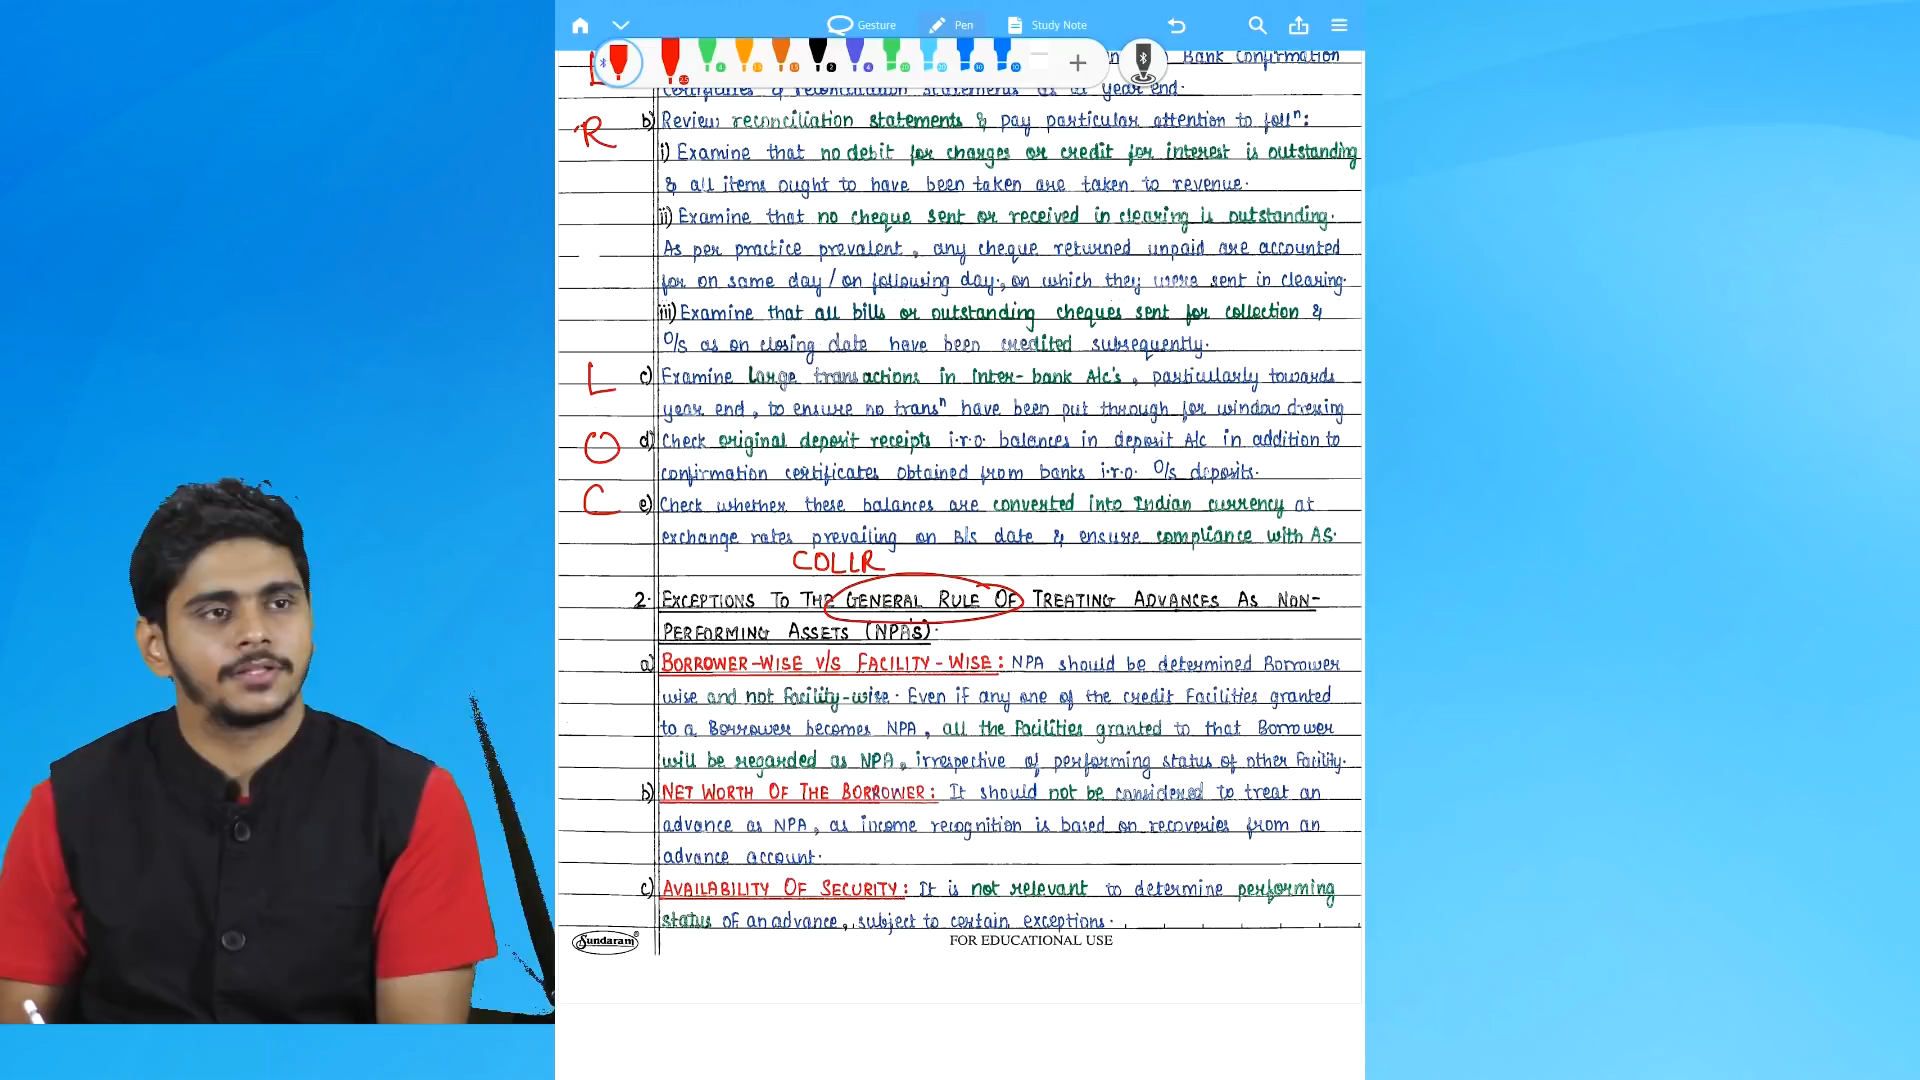 Gesture Pen Study Note
Bank Confirmation
certificates & reconciliation statements as at year end.
R b) Review reconciliation statements & pay particular attention to follⁿ:
i) Examine that no debit for charges or credit for interest is outstanding
& all items ought to have been taken are taken to revenue.
ii) Examine that no cheque sent or received in clearing is outstanding.
As per practice prevalent, any cheque returned unpaid are accounted
for on same day / on following day, on which they were sent in clearing.
iii) Examine that all bills or outstanding cheques sent for collection &
O/s as on closing date have been credited subsequently.
L c) Examine large transactions in inter-bank A/c's, particularly towards
year end, to ensure no transⁿ have been put through for window dressing
O d) Check original deposit receipts i.r.o. balances in deposit A/c in addition to
confirmation certificates obtained from banks i.r.o. O/s deposits.
C e) Check whether these balances are converted into Indian currency at
exchange rates prevailing on B/s date & ensure compliance with AS.
COLLR
2. EXCEPTIONS TO THE GENERAL RULE OF TREATING ADVANCES AS NON-
PERFORMING ASSETS (NPA's).
a) BORROWER-WISE V/S FACILITY-WISE: NPA should be determined Borrower
wise and not facility-wise. Even if any one of the credit Facilities granted
to a Borrower becomes NPA, all the Facilities granted to that Borrower
will be regarded as NPA, irrespective of performing status of other Facility.
b) NET WORTH OF THE BORROWER: It should not be considered to treat an
advance as NPA, as income recognition is based on recoveries from an
advance account.
c) AVAILABILITY OF SECURITY: It is not relevant to determine performing
status of an advance, subject to certain exceptions.
Sundaram FOR EDUCATIONAL USE